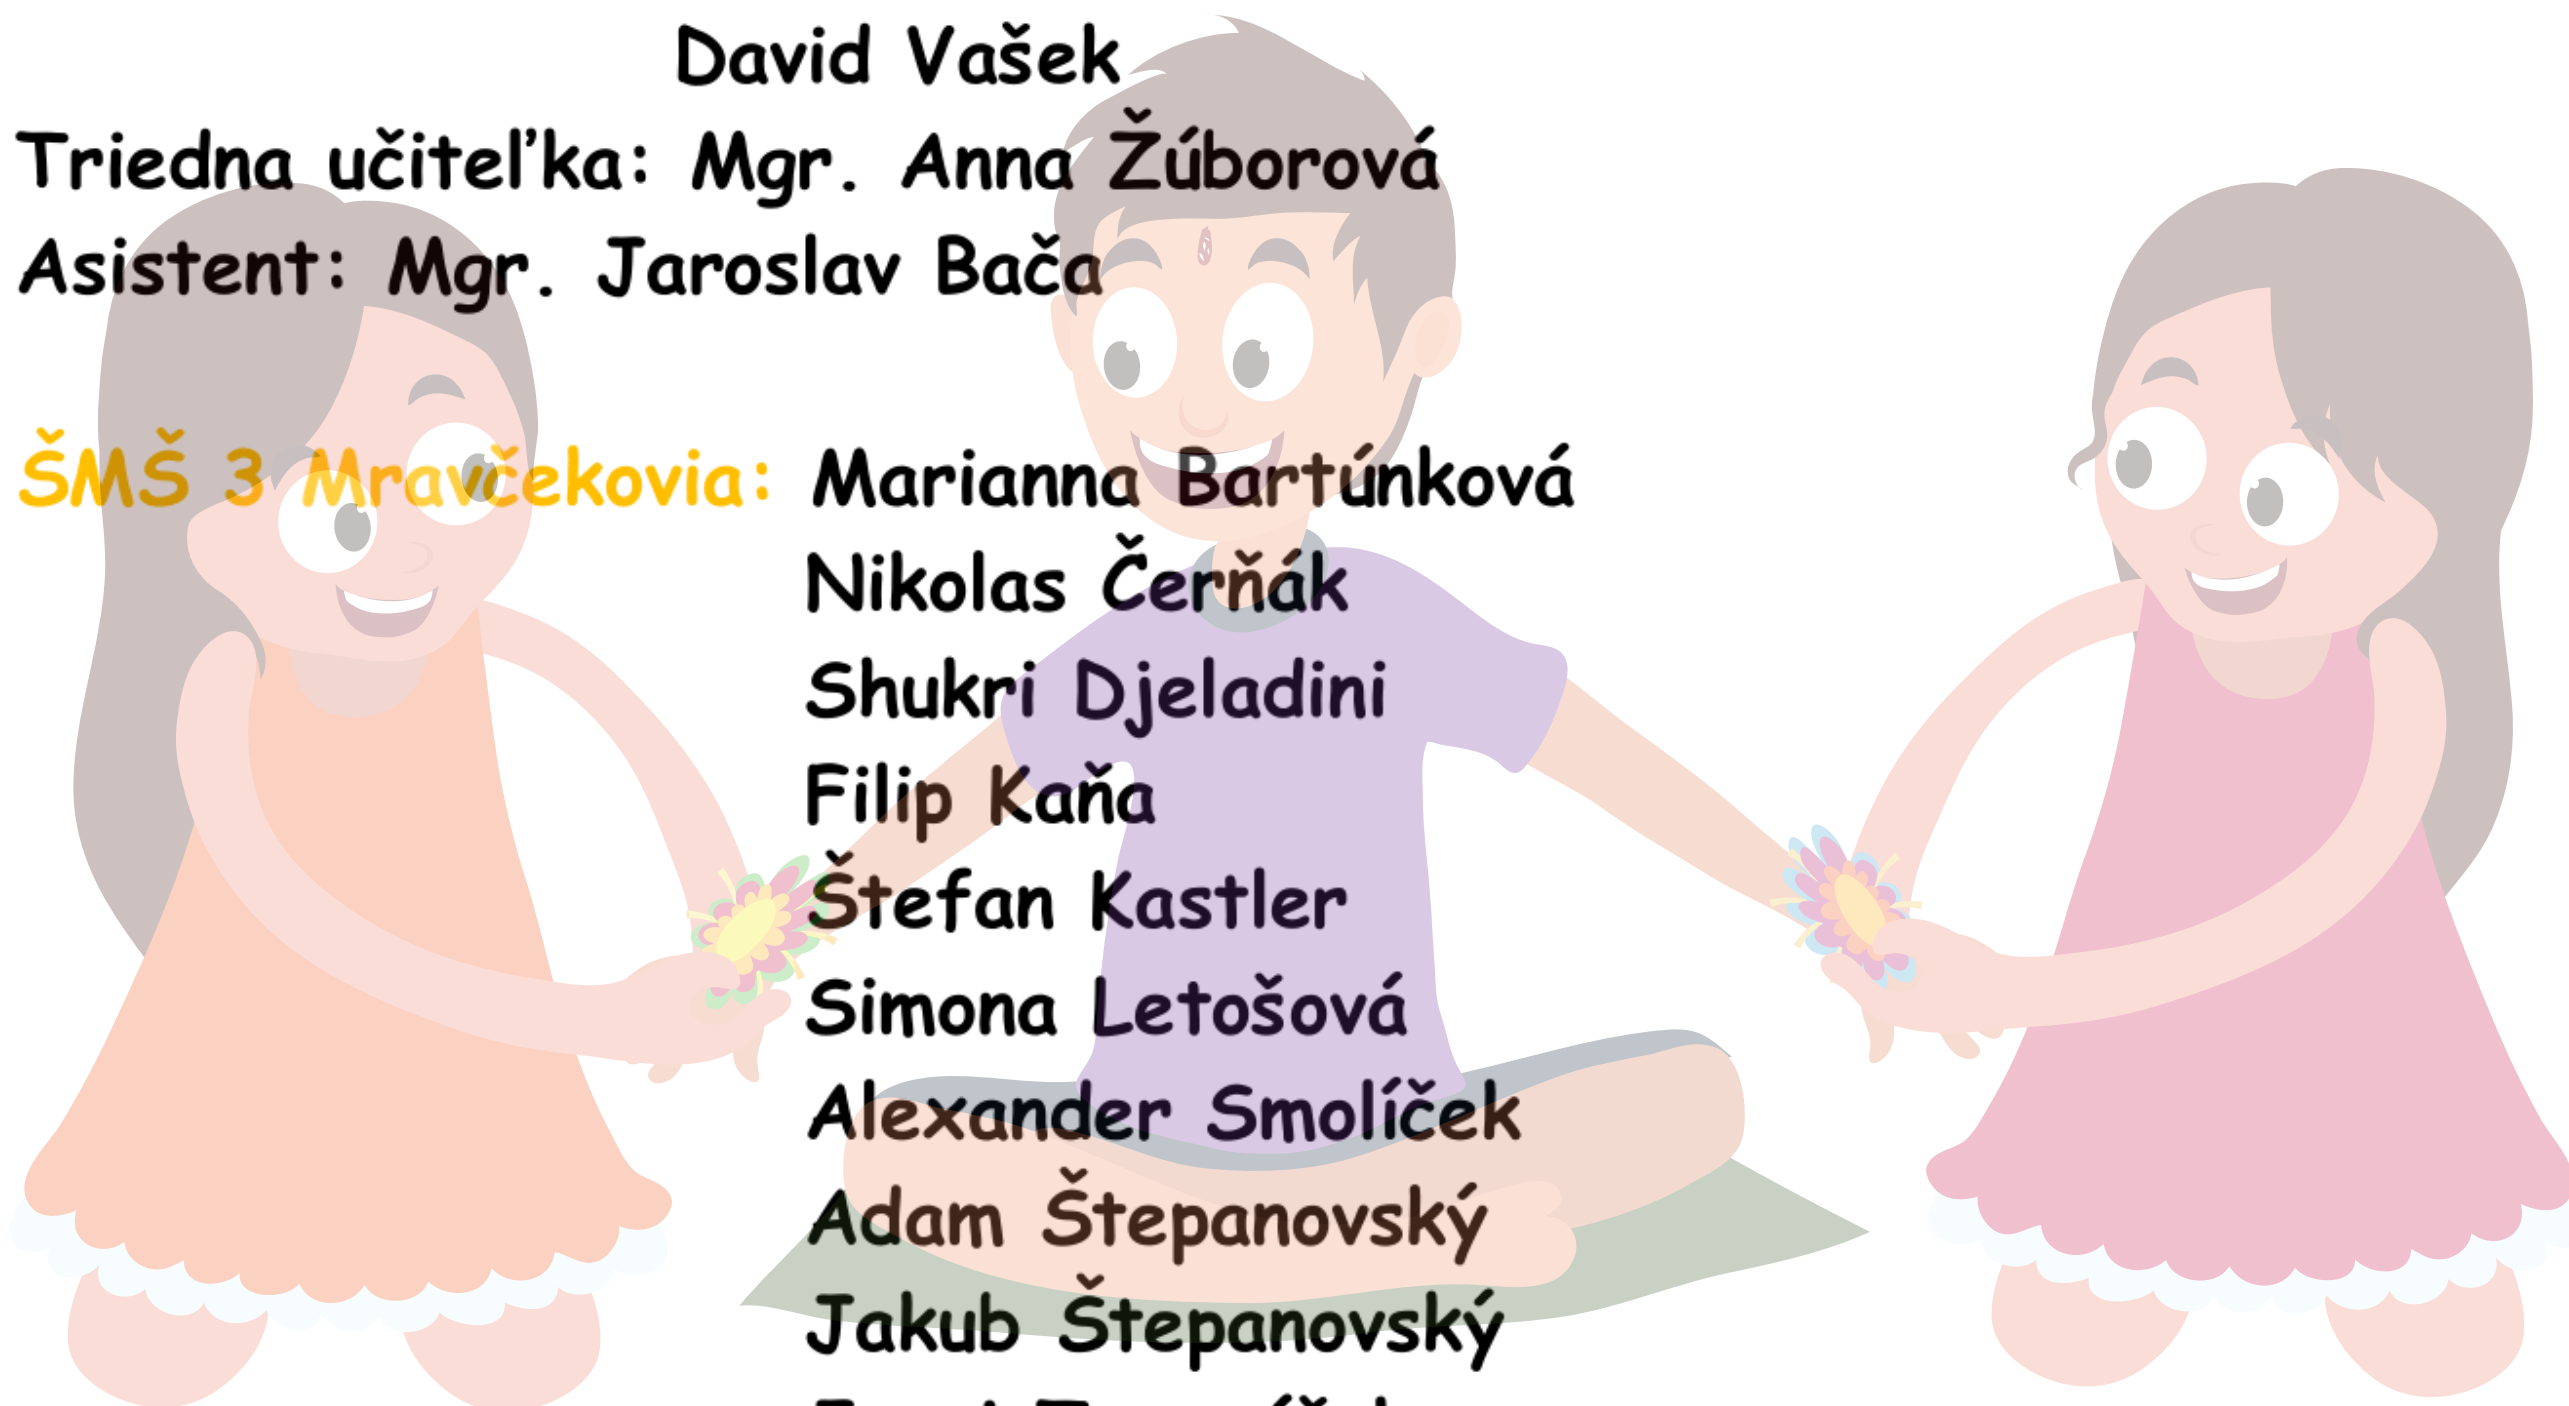 David Vašek
Triedna učiteľka: Mgr. Anna Žúborová
Asistent: Mgr. Jaroslav Bača
ŠMŠ 3 Mravčekovia: Marianna Bartúnková
Nikolas Čerňák
Shukri Djeladini
Filip Kaňa
Štefan Kastler
Simona Letošová
Alexander Smolíček
Adam Štepanovský
Jakub Štepanovský